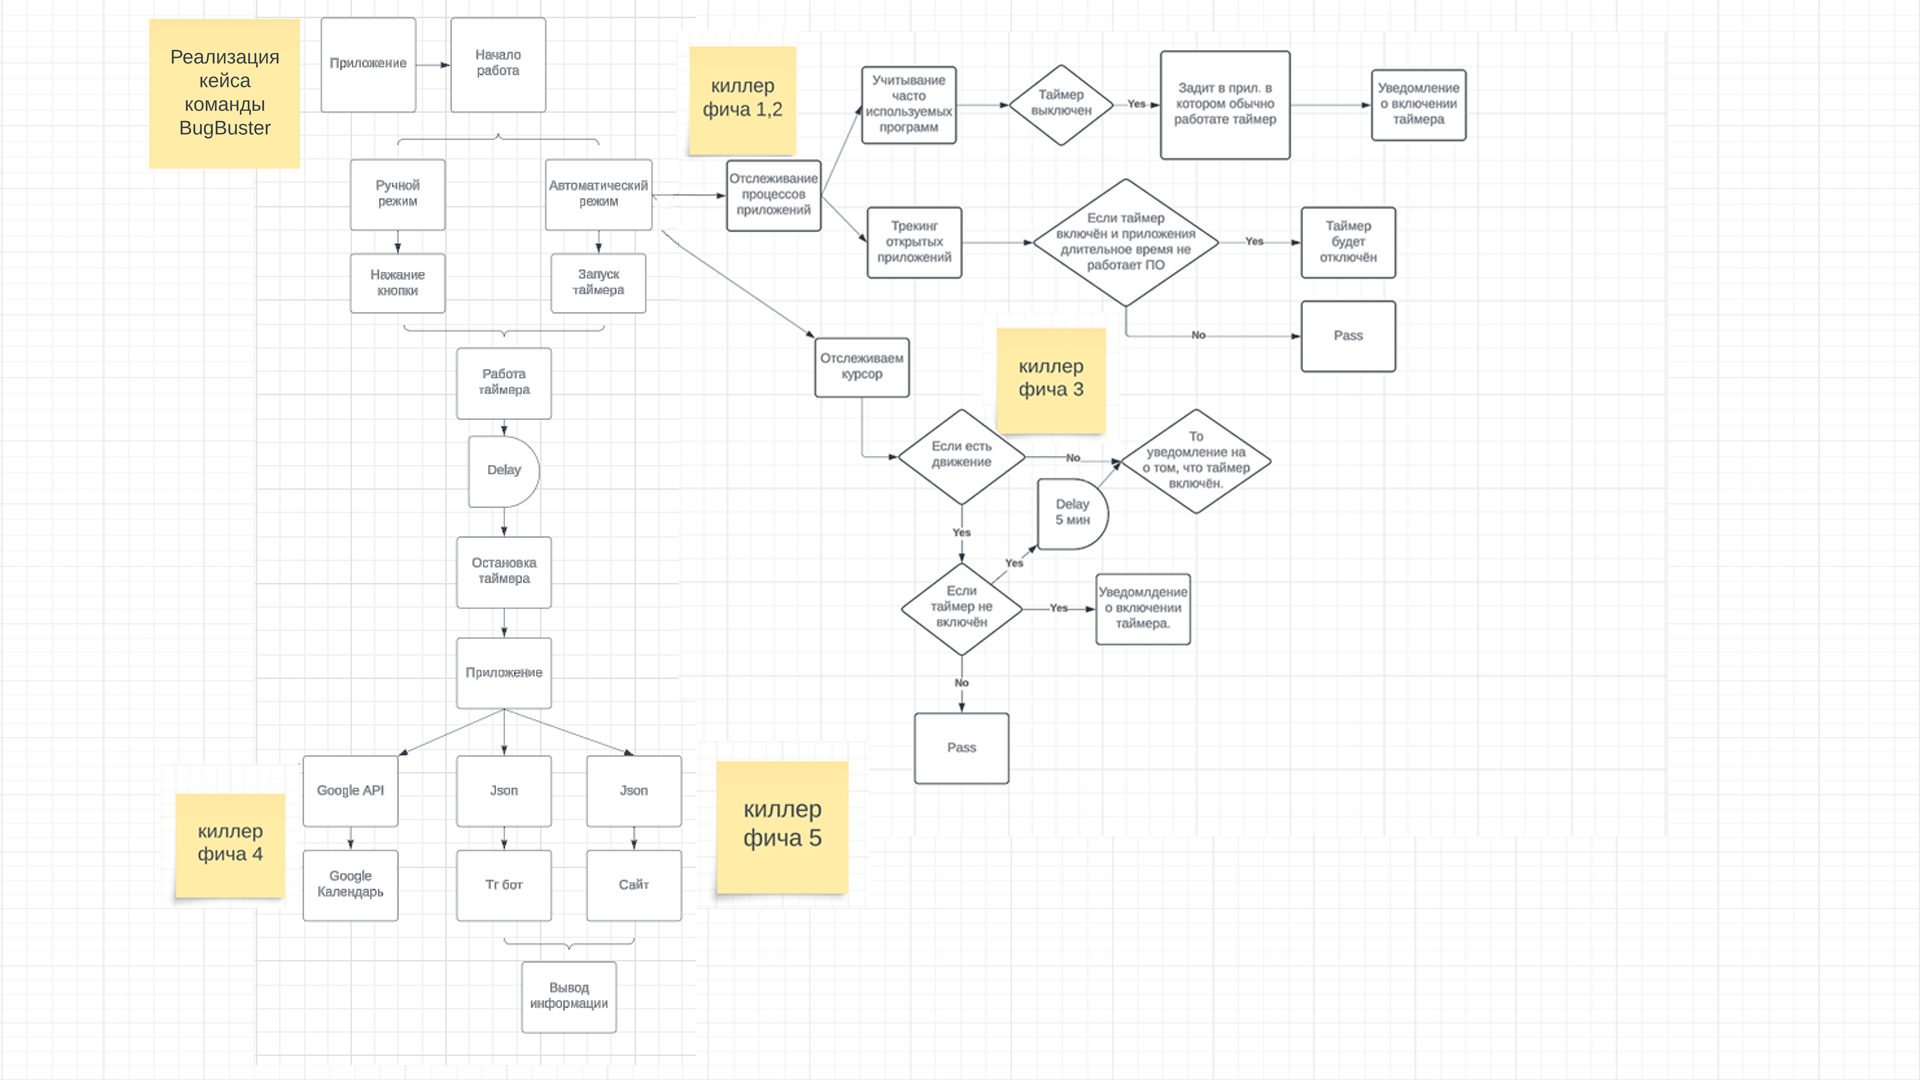 Реализация
кейса
команды
BugBuster
Приложение
Начало
работа
Ручной
режим
Автоматический
режим
Нажание
кнопки
Запуск
таймера
Работа
таймера
Delay
Остановка
таймера
Приложение
Google API
Json
Json
Google
Календарь
Тг бот
Сайт
Вывод
информации
киллер
фича 4
киллер
фича 5
киллер
фича 1,2
Отслеживание
процессов
приложений
Учитывание
часто
используемых
программ
Таймер
выключен
Yes
Задит в прил. в
котором обычно
работате таймер
Уведомление
о включении
таймера
Трекинг
открытых
приложений
Если таймер
включён и приложения
длительное время не
работает ПО
Yes
Таймер
будет
отключён
No
Pass
Отслеживаем
курсор
киллер
фича 3
Если есть
движение
No
То
уведомление на
о том, что таймер
включён.
Delay
5 мин
Yes
Yes
Если
таймер не
включён
Yes
Уведомлдение
о включении
таймера.
No
Pass